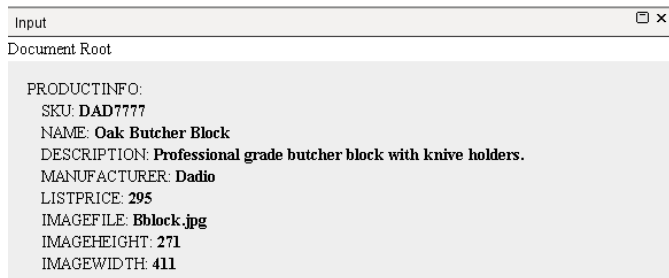 Input
Document Root
PRODUCTINFO:
SKU: DAD7777
NAME: Oak Butcher Block
DESCRIPTION: Professional grade butcher block with knive holders.
MANUFACTURER: Dadio
LISTPRICE: 295
IMAGEFILE: Bblock.jpg
IMAGEHEIGHT: 271
IMAGEWIDTH: 411